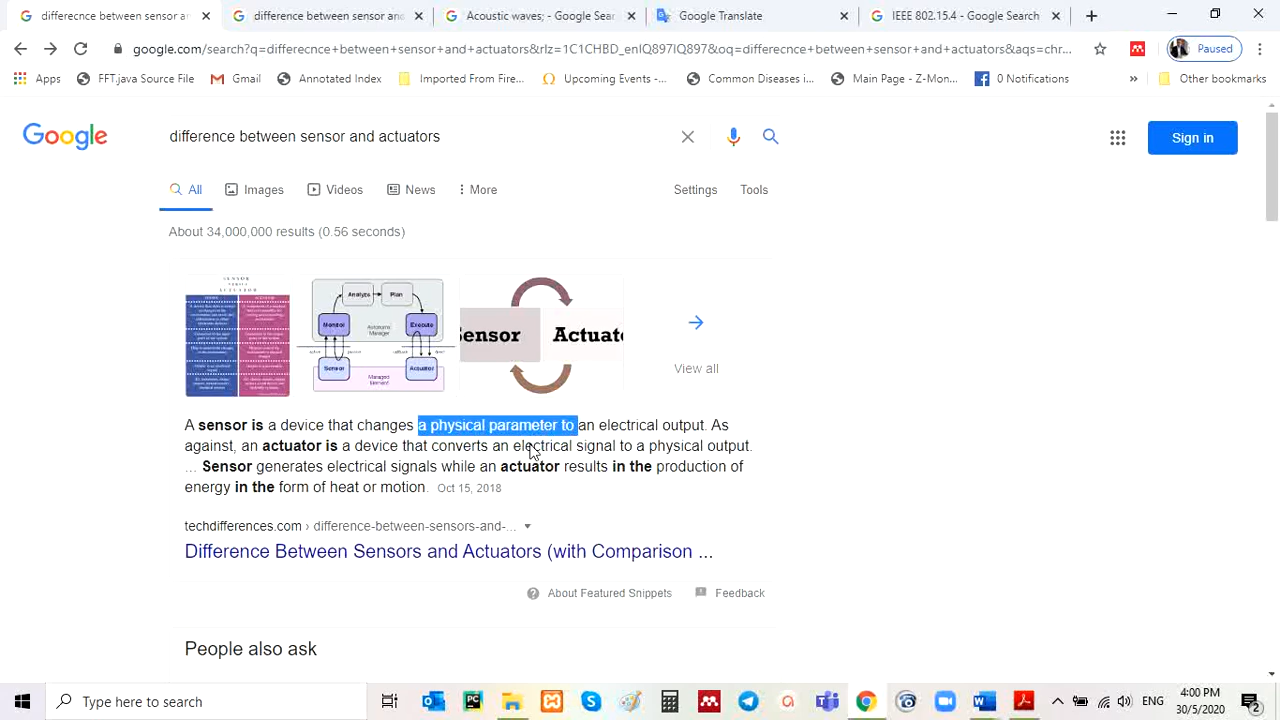 difference between sensor an
difference between sensor and
Acoustic waves; - Google Sear
Google Translate
IEEE 802.15.4 - Google Search
google.com/search?q=differecnce+between+sensor+and+actuators&rlz=1C1CHBD_enIQ897IQ897&oq=differecnce+between+sensor+and+actuators&aqs=chr...
Paused
Apps
FFT.java Source File
Gmail
Annotated Index
Imported From Fire...
Upcoming Events -...
Common Diseases i...
Main Page - Z-Mon...
0 Notifications
»
Other bookmarks
Google
difference between sensor and actuators
Sign in
All
Images
Videos
News
More
Settings
Tools
About 34,000,000 results (0.56 seconds)
SENSOR
Analyze
Plan
Monitor
Autonomic
Manager
Execute
Sensor
Managed
Actuator
ensor
Actuat
View all
A sensor is a device that changes a physical parameter to an electrical output. As
against, an actuator is a device that converts an electrical signal to a physical output.
... Sensor generates electrical signals while an actuator results in the production of
energy in the form of heat or motion. Oct 15, 2018
techdifferences.com › difference-between-sensors-and-...
Difference Between Sensors and Actuators (with Comparison ...
About Featured Snippets
Feedback
People also ask
Type here to search
ENG
4:00 PM
30/5/2020
2